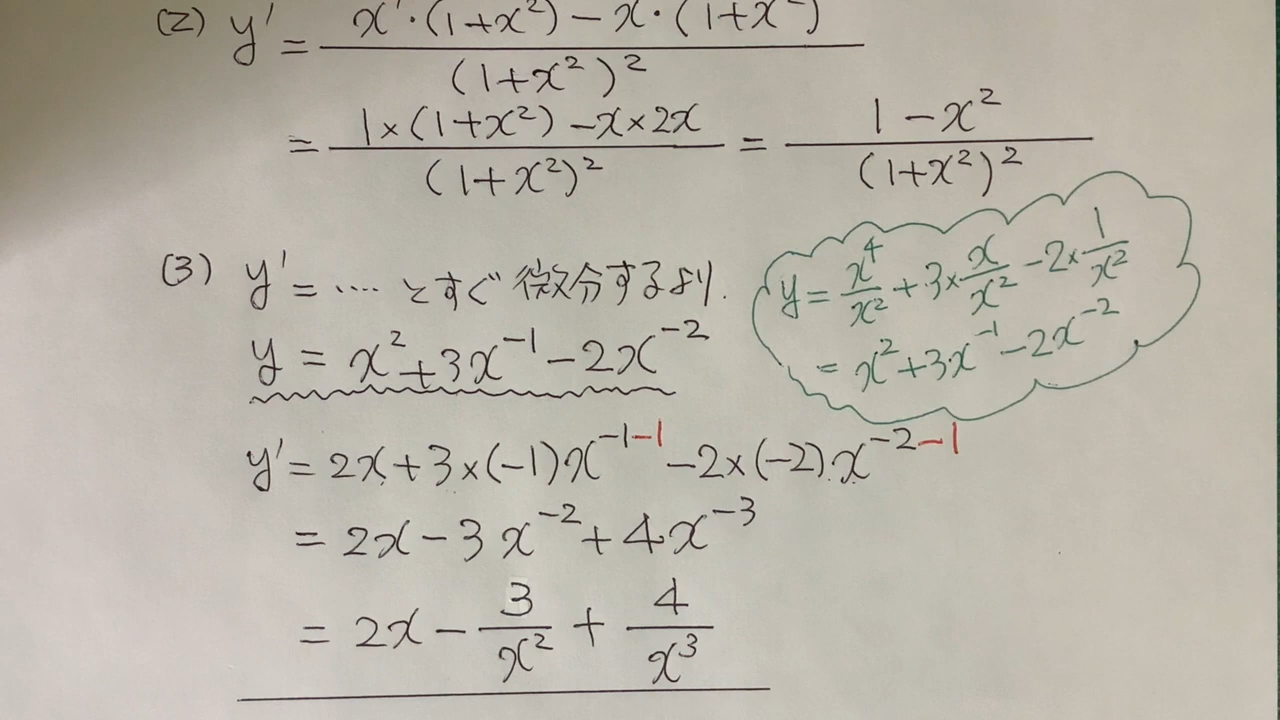 (2) y' = x'·(1+x²) − x·(1+x²) / (1+x²)²
= 1×(1+x²) − x×2x / (1+x²)² = 1−x² / (1+x²)²
(3) y' = ‥‥ とすぐ微分するより.
y = x² + 3x⁻¹ − 2x⁻²
y = x⁴/x² + 3×x/x² − 2×1/x²
= x² + 3x⁻¹ − 2x⁻²
y' = 2x + 3×(−1)x⁻¹⁻¹ − 2×(−2)x⁻²⁻¹
= 2x − 3x⁻² + 4x⁻³
= 2x − 3/x² + 4/x³